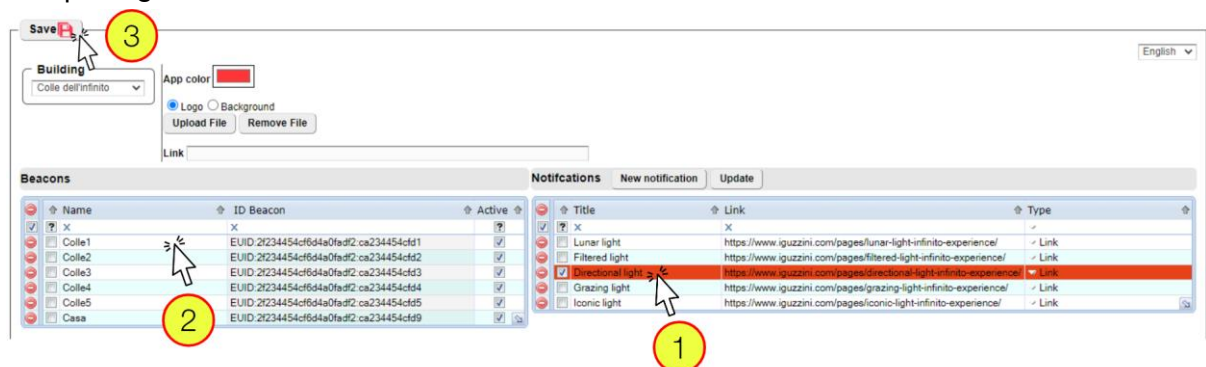 Save
3
English
Building
Colle dell'infinito
App color
Logo Background
Upload File Remove File
Link
Beacons
Name ID Beacon Active
? X X ?
Colle1 EUID:2f234454cf6d4a0fadf2:ca234454cfd1
Colle2 EUID:2f234454cf6d4a0fadf2:ca234454cfd2
Colle3 EUID:2f234454cf6d4a0fadf2:ca234454cfd3
Colle4 EUID:2f234454cf6d4a0fadf2:ca234454cfd4
Colle5 EUID:2f234454cf6d4a0fadf2:ca234454cfd5
Casa EUID:2f234454cf6d4a0fadf2:ca234454cfd9
2
Notifcations New notification Update
Title Link Type
? X X
Lunar light https://www.iguzzini.com/pages/lunar-light-infinito-experience/ Link
Filtered light https://www.iguzzini.com/pages/filtered-light-infinito-experience/ Link
Directional light https://www.iguzzini.com/pages/directional-light-infinito-experience/ Link
Grazing light https://www.iguzzini.com/pages/grazing-light-infinito-experience/ Link
Iconic light https://www.iguzzini.com/pages/iconic-light-infinito-experience/ Link
1